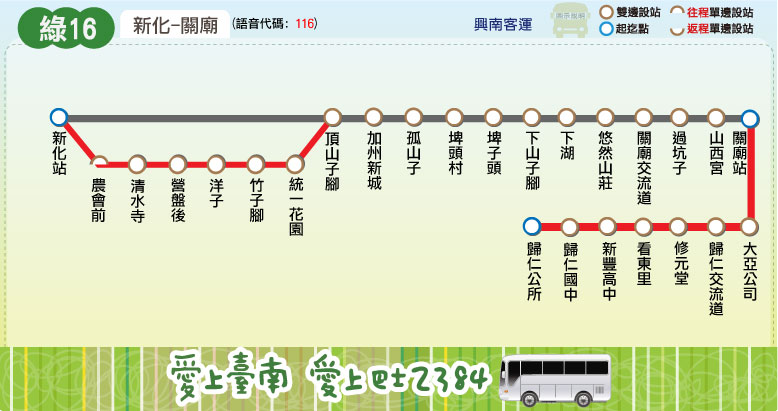 綠16
新化-關廟
(語音代碼: 116)
興南客運
圖示說明
雙邊設站
往程單邊設站
起迄點
返程單邊設站
新化站
農會前
清水寺
營盤後
洋子
竹子腳
統一花園
頂山子腳
加州新城
孤山子
埤頭村
埤子頭
下山子腳
下湖
悠然山莊
關廟交流道
過坑子
山西宮
關廟站
歸仁公所
歸仁國中
新豐高中
看東里
修元堂
歸仁交流道
大亞公司
愛上臺南 愛上巴士2384